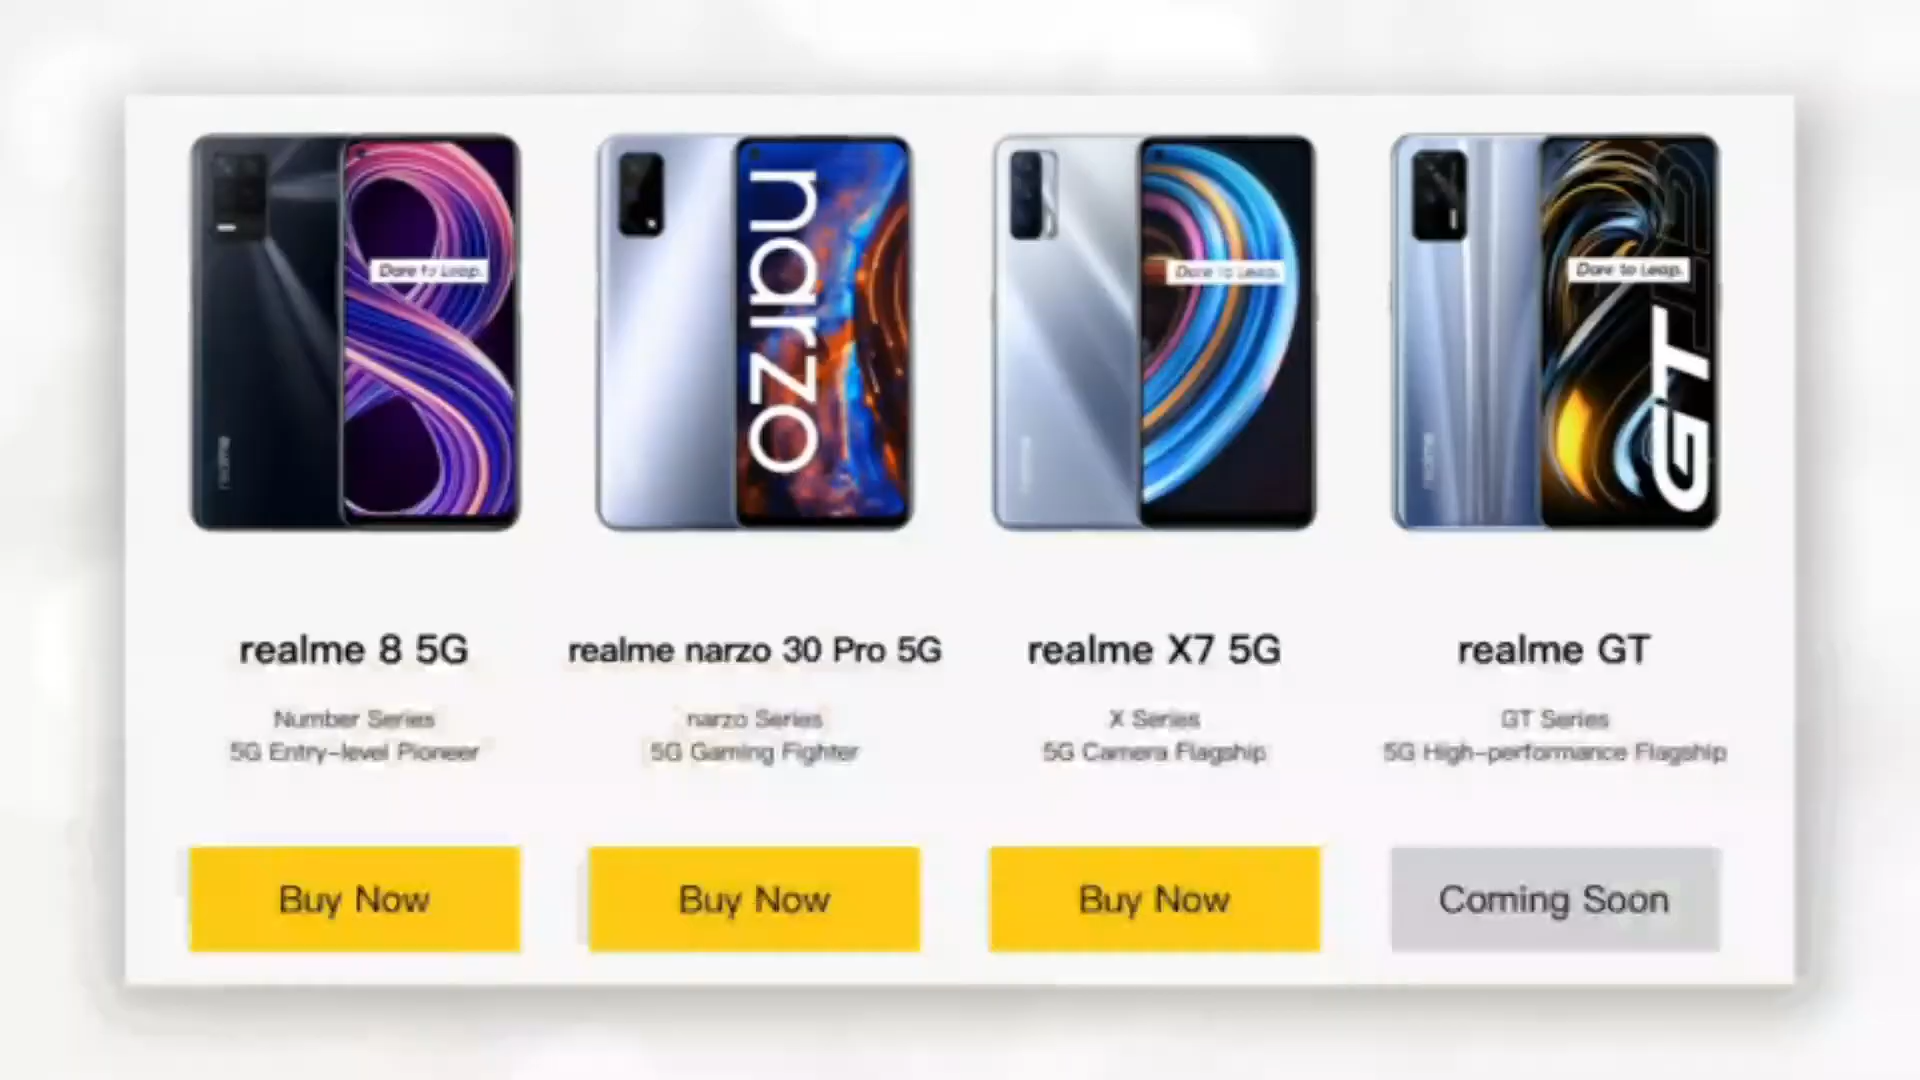 Dare to Leap.
narzo
Dare to Leap.
Dare to Leap.
GT
realme
realme 8 5G
realme narzo 30 Pro 5G
realme X7 5G
realme GT
Number Series
narzo Series
X Series
GT Series
5G Entry-level Pioneer
5G Gaming Fighter
5G Camera Flagship
5G High-performance Flagship
Buy Now
Buy Now
Buy Now
Coming Soon